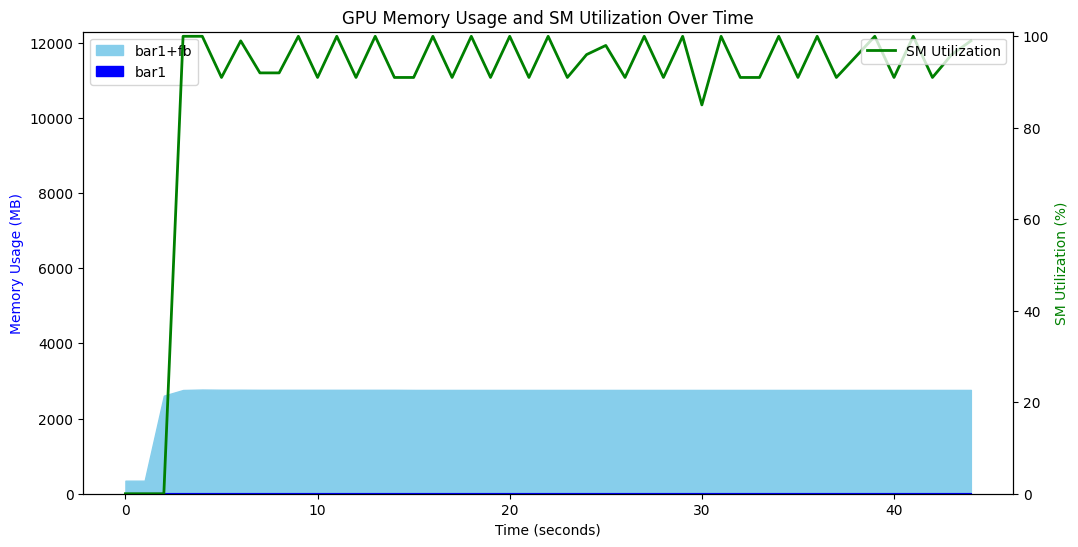 GPU Memory Usage and SM Utilization Over Time
bar1+fb
bar1
SM Utilization
Memory Usage (MB)
12000
10000
8000
6000
4000
2000
0
SM Utilization (%)
100
80
60
40
20
0
0 10 20 30 40
Time (seconds)